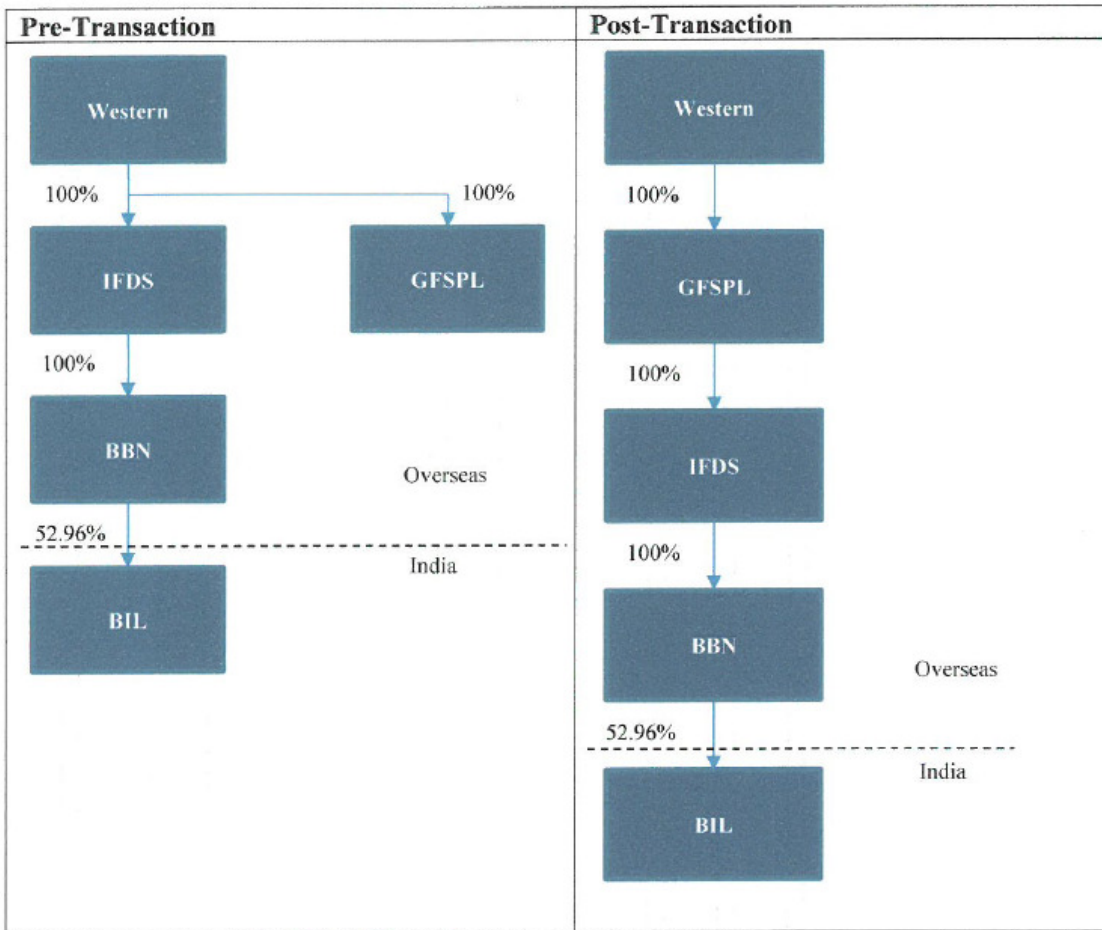 Pre-Transaction
Western
100%
100%
IFDS
GFSPL
100%
BBN
Overseas
52.96%
India
BIL
Post-Transaction
Western
100%
GFSPL
100%
IFDS
100%
BBN
Overseas
52.96%
India
BIL